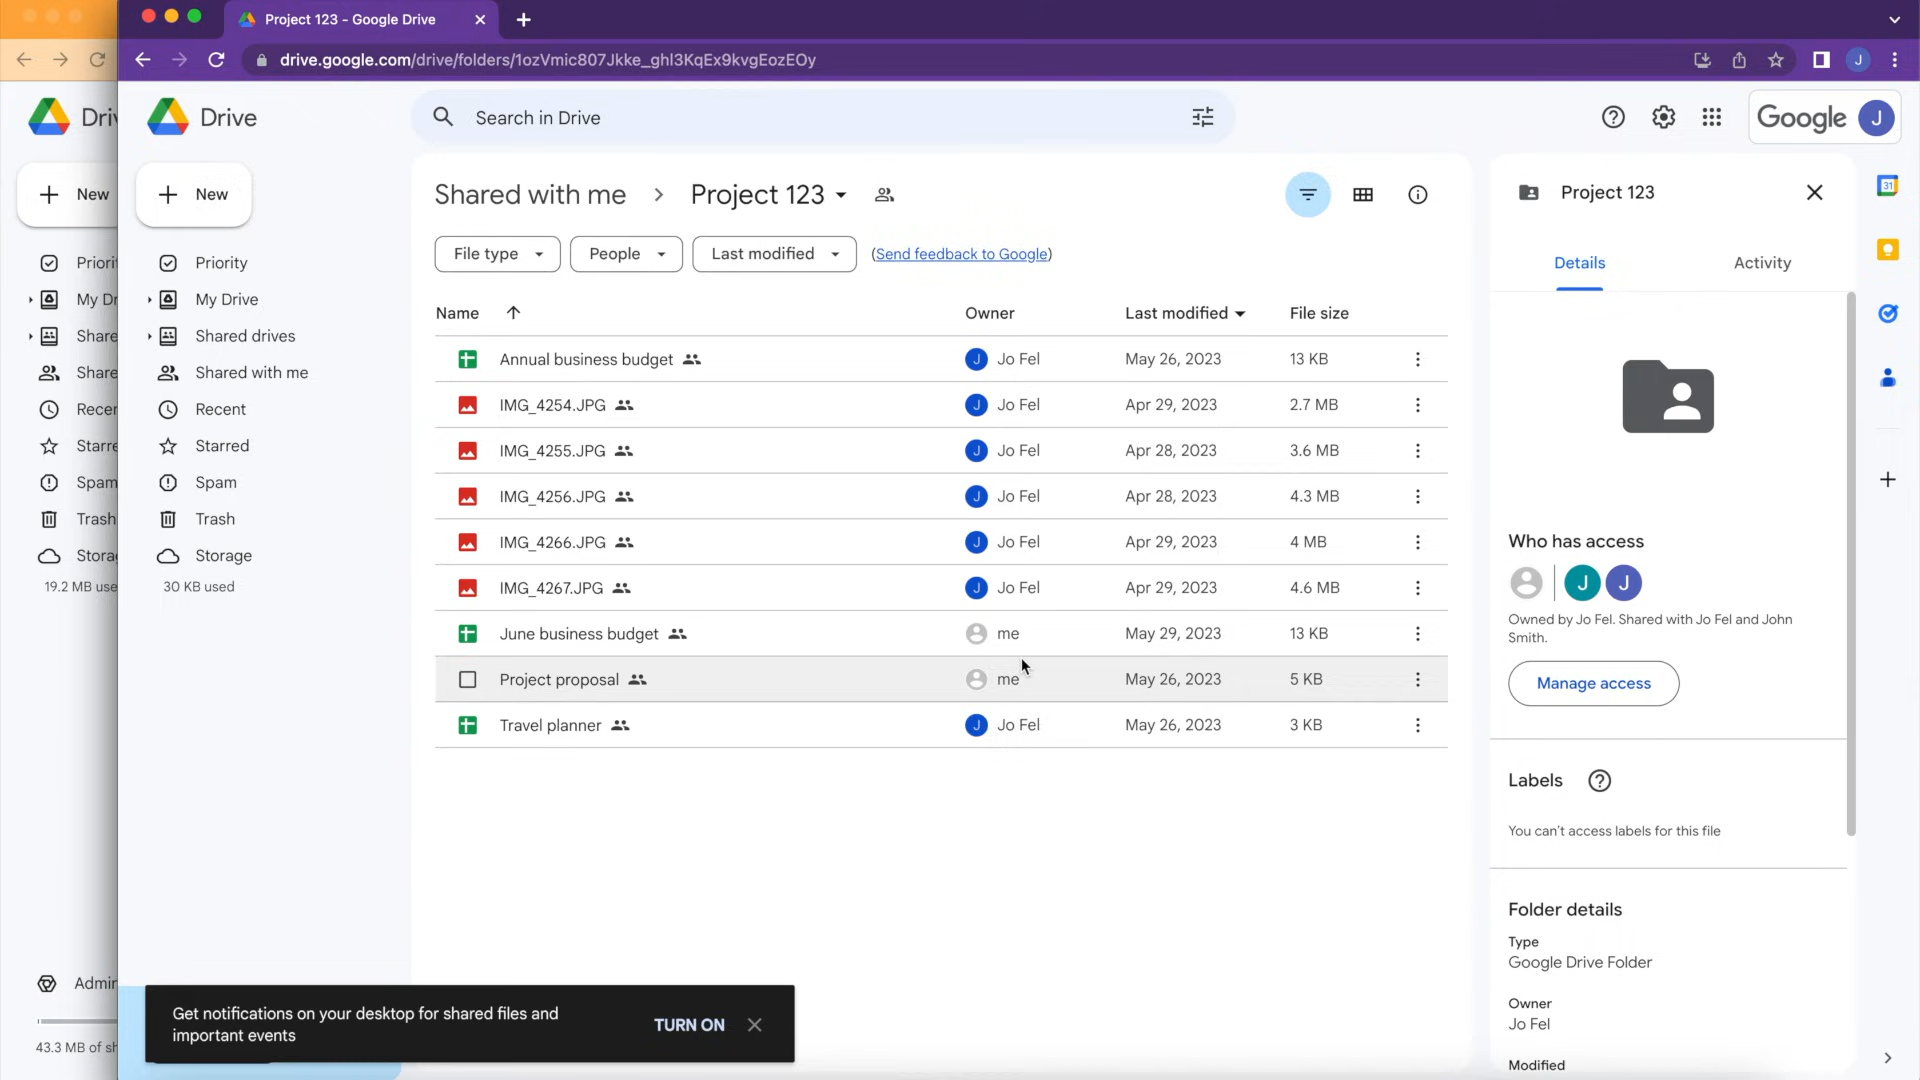 Project 123 - Google Drive
drive.google.com/drive/folders/1ozVmic807Jkke_ghl3KqEx9kvgEozEOy
J
Driv
Drive
Search in Drive
Google J
New
New
Shared with me > Project 123
Project 123
31
File type People Last modified (Send feedback to Google)
Details Activity
Priori
My Dr
Share
Share
Recer
Starre
Spam
Trash
Stora
19.2 MB use
Priority
My Drive
Shared drives
Shared with me
Recent
Starred
Spam
Trash
Storage
30 KB used
Name Owner Last modified File size
Annual business budget J Jo Fel May 26, 2023 13 KB
IMG_4254.JPG J Jo Fel Apr 29, 2023 2.7 MB
IMG_4255.JPG J Jo Fel Apr 28, 2023 3.6 MB
IMG_4256.JPG J Jo Fel Apr 28, 2023 4.3 MB
IMG_4266.JPG J Jo Fel Apr 29, 2023 4 MB
IMG_4267.JPG J Jo Fel Apr 29, 2023 4.6 MB
June business budget me May 29, 2023 13 KB
Project proposal me May 26, 2023 5 KB
Travel planner J Jo Fel May 26, 2023 3 KB
Who has access
J J
Owned by Jo Fel. Shared with Jo Fel and John
Smith.
Manage access
Labels
You can't access labels for this file
Folder details
Type
Google Drive Folder
Owner
Jo Fel
Modified
Admin
43.3 MB of sh
Get notifications on your desktop for shared files and
important events
TURN ON